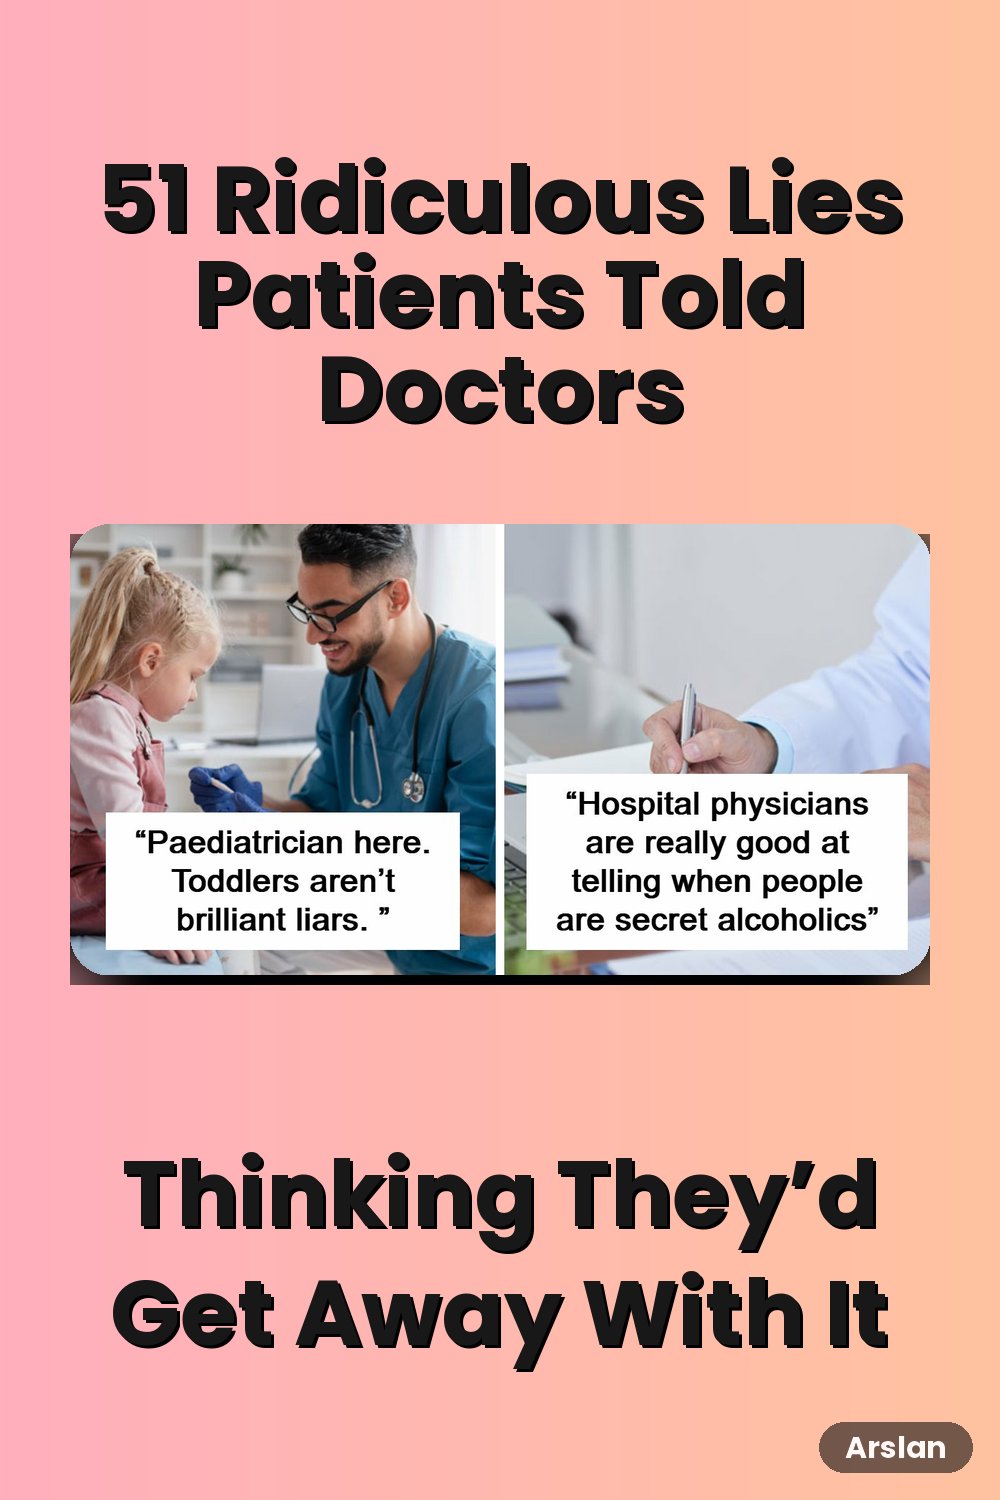 51 Ridiculous Lies
Patients Told
Doctors
“Paediatrician here.
Toddlers aren’t
brilliant liars. ”
“Hospital physicians
are really good at
telling when people
are secret alcoholics”
Thinking They’d
Get Away With It
Arslan